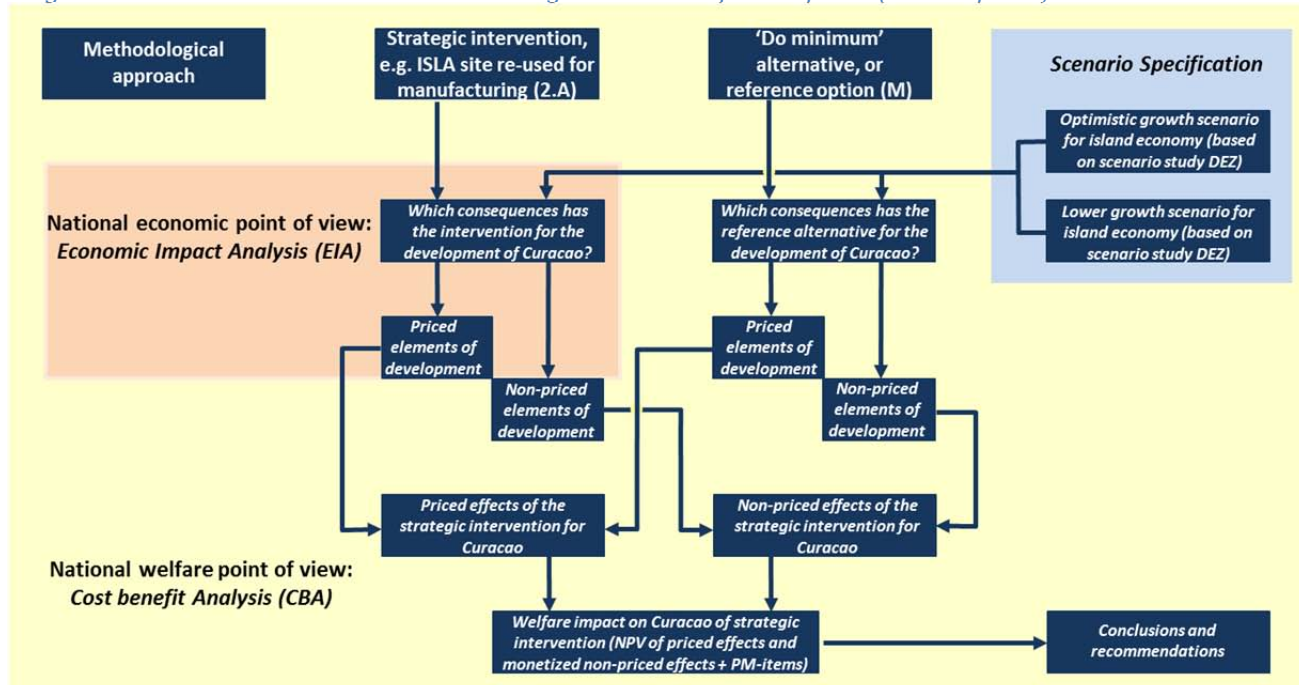 Methodological
approach
Strategic intervention,
e.g. ISLA site re-used for
manufacturing (2.A)
‘Do minimum’
alternative, or
reference option (M)
Scenario Specification
Optimistic growth scenario
for island economy (based
on scenario study DEZ)
Lower growth scenario for
island economy (based on
scenario study DEZ)
National economic point of view:
Economic Impact Analysis (EIA)
Which consequences has
the intervention for the
development of Curacao?
Which consequences has the
reference alternative for the
development of Curacao?
Priced
elements of
development
Non-priced
elements of
development
Priced
elements of
development
Non-priced
elements of
development
Priced effects of the
strategic intervention for
Curacao
Non-priced effects of the
strategic intervention for
Curacao
National welfare point of view:
Cost benefit Analysis (CBA)
Welfare impact on Curacao of strategic
intervention (NPV of priced effects and
monetized non-priced effects + PM-items)
Conclusions and
recommendations